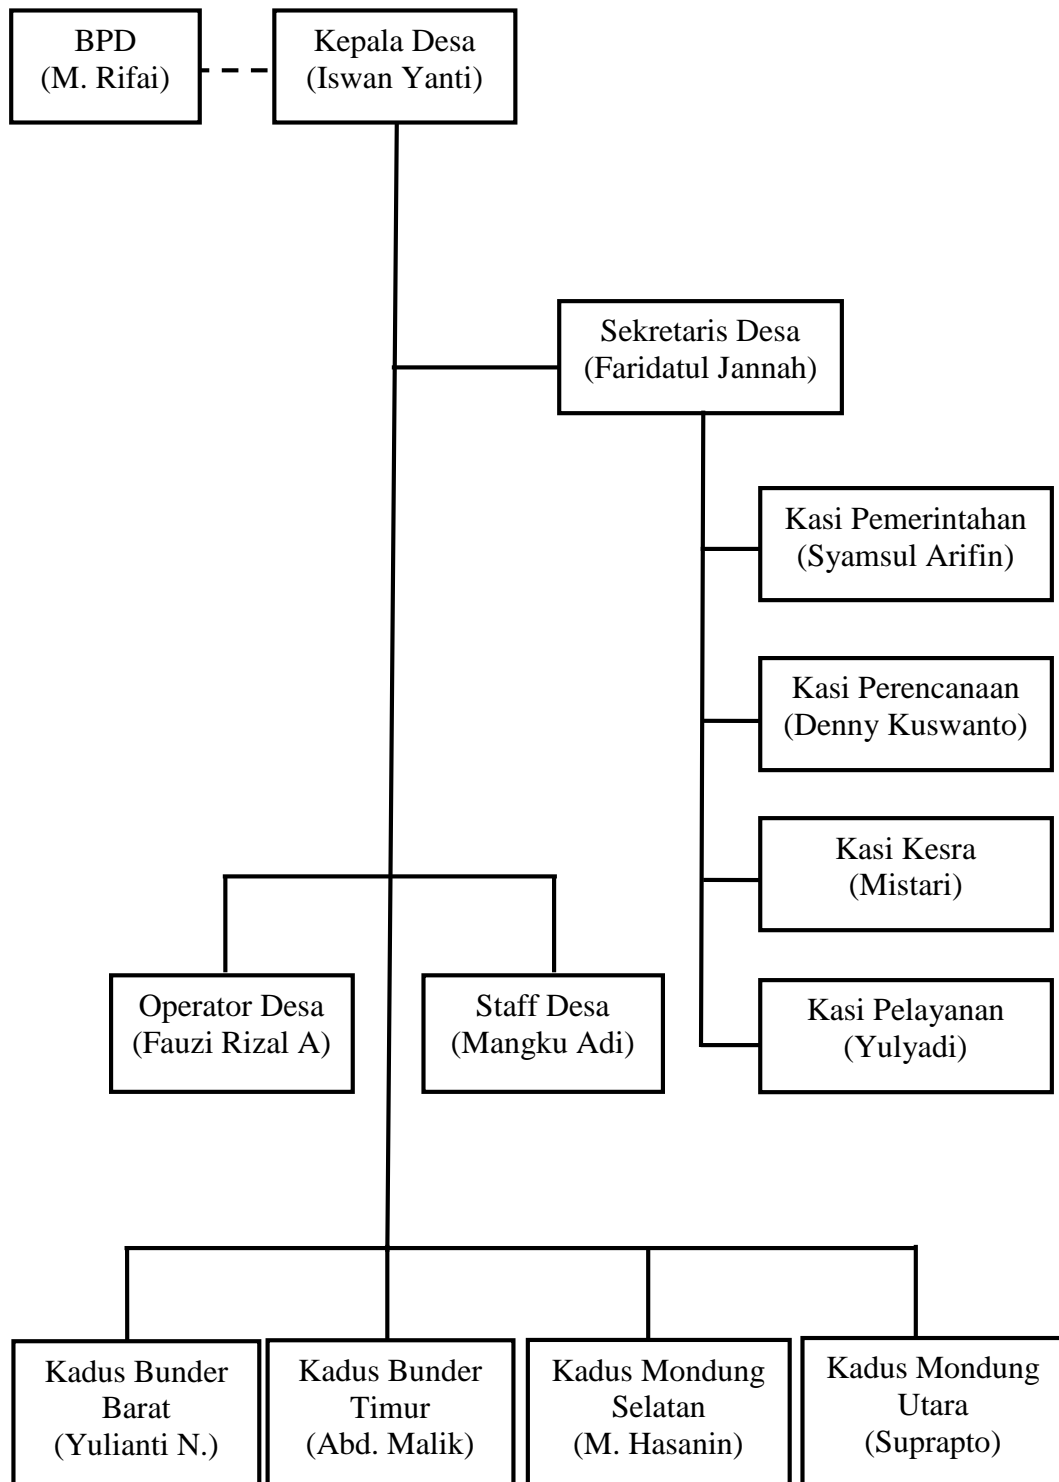 BPD
(M. Rifai)
Kepala Desa
(Iswan Yanti)
Sekretaris Desa
(Faridatul Jannah)
Kasi Pemerintahan
(Syamsul Arifin)
Kasi Perencanaan
(Denny Kuswanto)
Kasi Kesra
(Mistari)
Operator Desa
(Fauzi Rizal A)
Staff Desa
(Mangku Adi)
Kasi Pelayanan
(Yulyadi)
Kadus Bunder
Barat
(Yulianti N.)
Kadus Bunder
Timur
(Abd. Malik)
Kadus Mondung
Selatan
(M. Hasanin)
Kadus Mondung
Utara
(Suprapto)